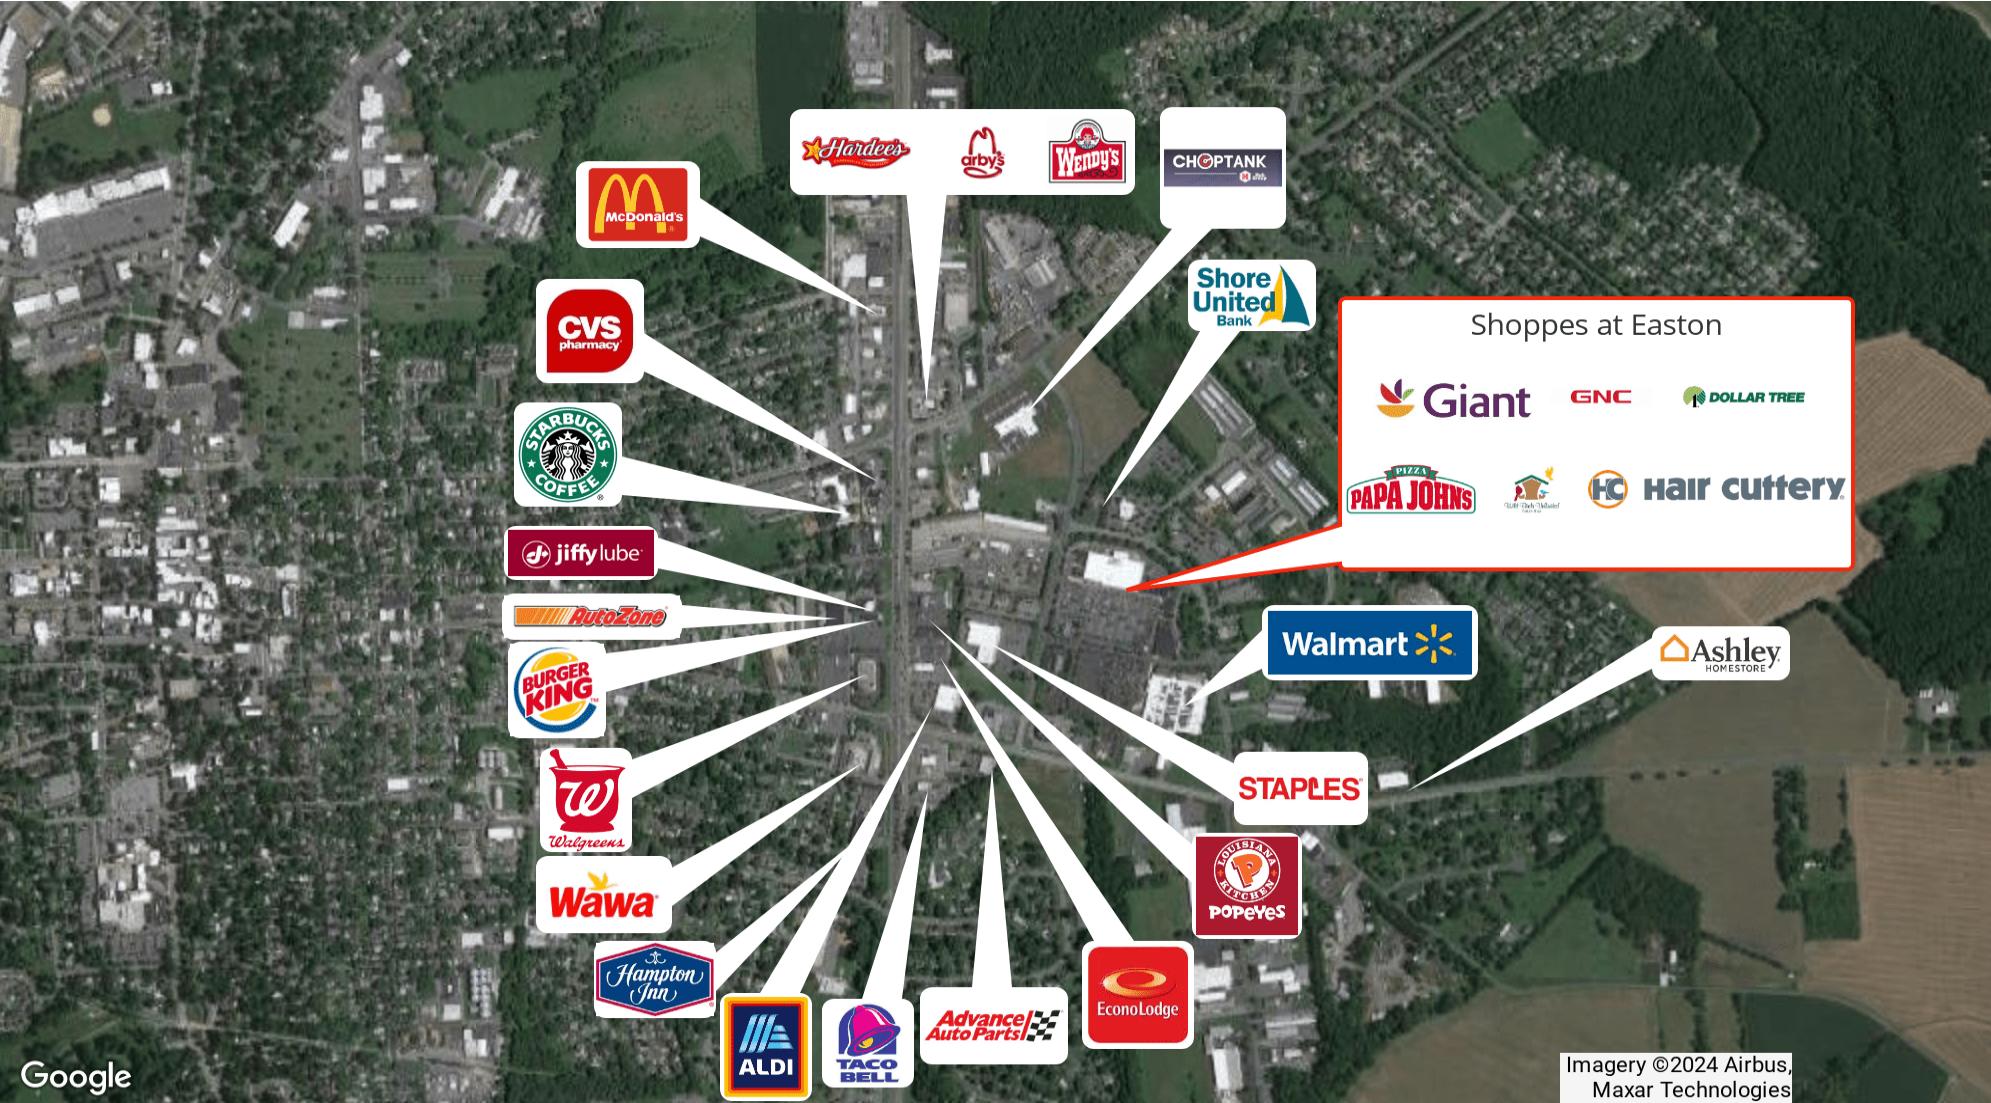 Hardee's
arby's
WENDY'S
CHOPTANK
McDonald's
Shore
United
Bank
CVS
pharmacy
Shoppes at Easton
Giant
GNC
DOLLAR TREE
STARBUCKS
COFFEE
PIZZA
PAPA JOHNS
HC
HAIR CUTTERY
jiffy lube
AutoZone
Walmart
Ashley
HOMESTORE
BURGER
KING
STAPLES
W
Walgreens
LOUISIANA
KITCHEN
P
POPEYES
Wawa
Hampton
Inn
EconoLodge
ALDI
TACO
BELL
Advance
Auto Parts
Google
Imagery ©2024 Airbus,
Maxar Technologies